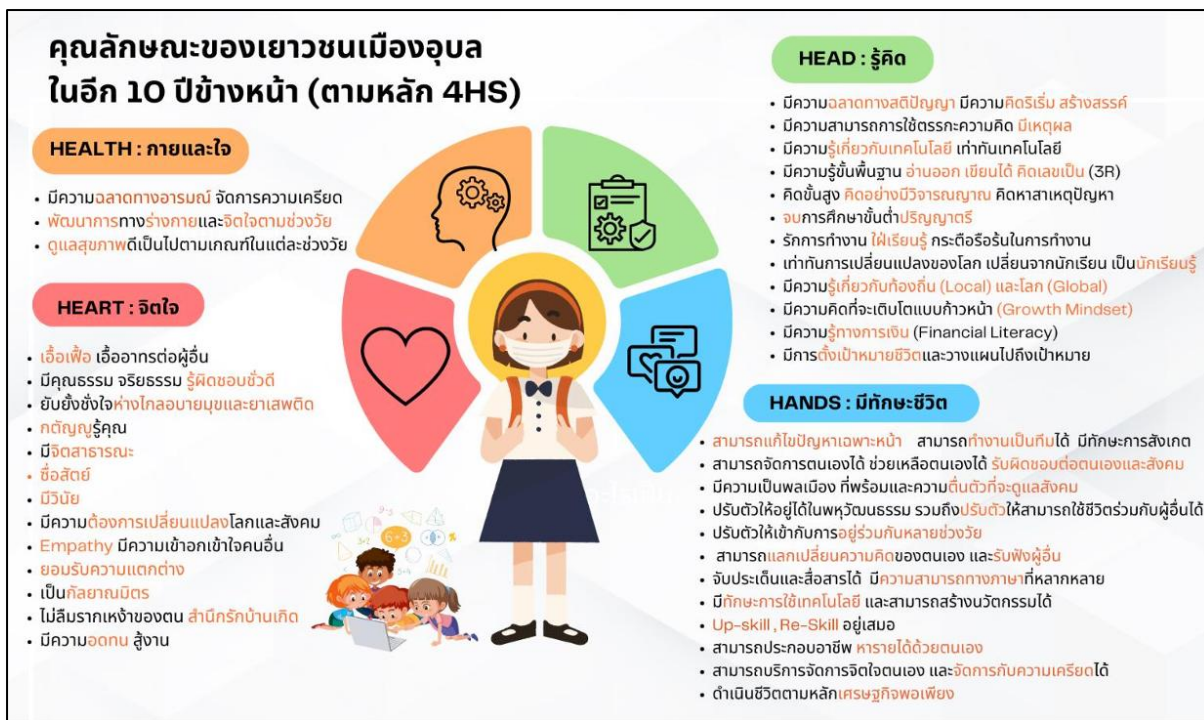 คุณลักษณะของเยาวชนเมืองอุบล
ในอีก 10 ปีข้างหน้า (ตามหลัก 4HS)
HEALTH : กายและใจ
• มีความฉลาดทางอารมณ์ จัดการความเครียด
• พัฒนาการทางร่างกายและจิตใจตามช่วงวัย
• ดูแลสุขภาพดีเป็นไปตามเกณฑ์ในแต่ละช่วงวัย
HEART : จิตใจ
• เอื้อเฟื้อ เอื้ออาทรต่อผู้อื่น
• มีคุณธรรม จริยธรรม รู้ผิดชอบชั่วดี
• ยับยั้งชั่งใจห่างไกลอบายมุขและยาเสพติด
• กตัญญูรู้คุณ
• มีจิตสาธารณะ
• ซื่อสัตย์
• มีวินัย
• มีความต้องการเปลี่ยนแปลงโลกและสังคม
• Empathy มีความเข้าอกเข้าใจคนอื่น
• ยอมรับความแตกต่าง
• เป็นกัลยาณมิตร
• ไม่ลืมรากเหง้าของตน สำนึกรักบ้านเกิด
• มีความอดทน สู้งาน
HEAD : รู้คิด
• มีความฉลาดทางสติปัญญา มีความคิดริเริ่ม สร้างสรรค์
• มีความสามารถการใช้ตรรกะความคิด มีเหตุผล
• มีความรู้เกี่ยวกับเทคโนโลยี เท่าทันเทคโนโลยี
• มีความรู้ขั้นพื้นฐาน อ่านออก เขียนได้ คิดเลขเป็น (3R)
• คิดขั้นสูง คิดอย่างมีวิจารณญาณ คิดหาสาเหตุปัญหา
• จบการศึกษาขั้นต่ำปริญญาตรี
• รักการทำงาน ใฝ่เรียนรู้ กระตือรือร้นในการทำงาน
• เท่าทันการเปลี่ยนแปลงของโลก เปลี่ยนจากนักเรียน เป็นนักเรียนรู้
• มีความรู้เกี่ยวกับท้องถิ่น (Local) และโลก (Global)
• มีความคิดที่จะเติบโตแบบก้าวหน้า (Growth Mindset)
• มีความรู้ทางการเงิน (Financial Literacy)
• มีการตั้งเป้าหมายชีวิตและวางแผนไปถึงเป้าหมาย
HANDS : มีทักษะชีวิต
• สามารถแก้ไขปัญหาเฉพาะหน้า สามารถทำงานเป็นทีมได้ มีทักษะการสังเกต
• สามารถจัดการตนเองได้ ช่วยเหลือตนเองได้ รับผิดชอบต่อตนเองและสังคม
• มีความเป็นพลเมือง ที่พร้อมและความตื่นตัวที่จะดูแลสังคม
• ปรับตัวให้อยู่ได้ในพหุวัฒนธรรม รวมถึงปรับตัวให้สามารถใช้ชีวิตร่วมกับผู้อื่นได้
• ปรับตัวให้เข้ากับการอยู่ร่วมกันหลายช่วงวัย
• สามารถแลกเปลี่ยนความคิดของตนเอง และรับฟังผู้อื่น
• จับประเด็นและสื่อสารได้ มีความสามารถทางภาษาที่หลากหลาย
• มีทักษะการใช้เทคโนโลยี และสามารถสร้างนวัตกรรมได้
• Up-skill , Re-Skill อยู่เสมอ
• สามารถประกอบอาชีพ หารายได้ด้วยตนเอง
• สามารถบริการจัดการจิตใจตนเอง และจัดการกับความเครียดได้
• ดำเนินชีวิตตามหลักเศรษฐกิจพอเพียง